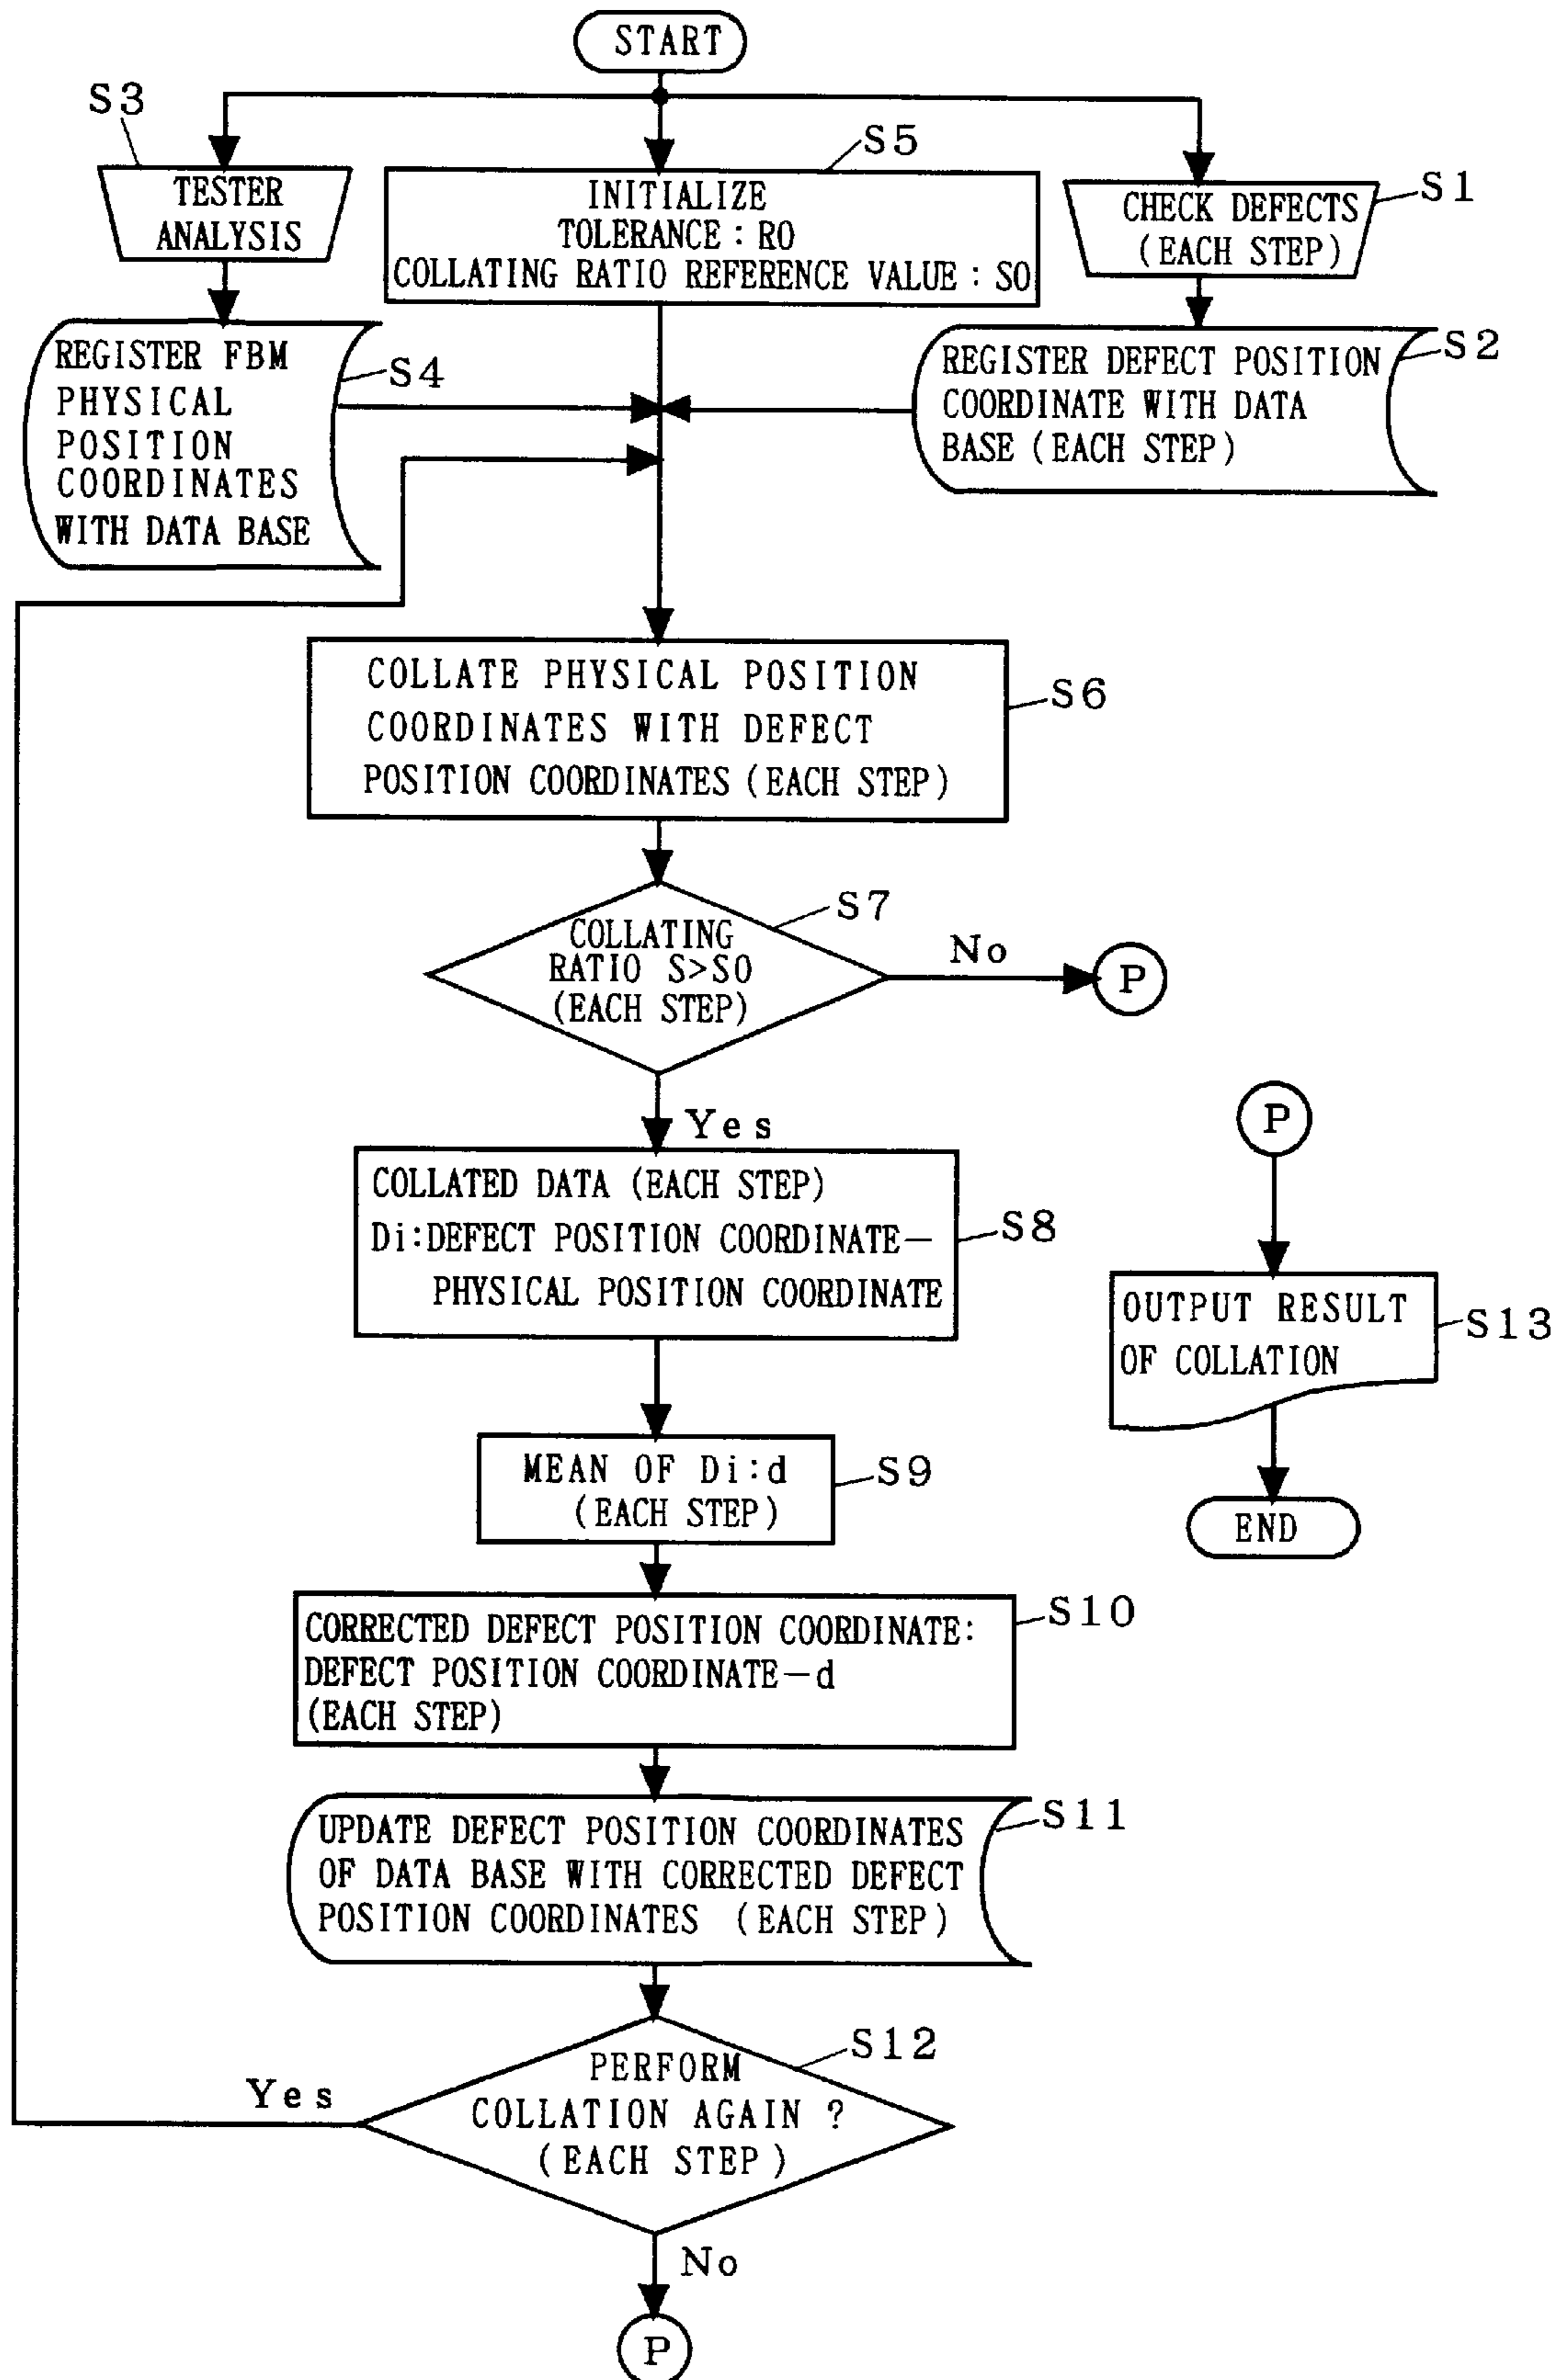 START
S3
S5
S1
TESTER
ANALYSIS
INITIALIZE
TOLERANCE : R0
COLLATING RATIO REFERENCE VALUE : S0
CHECK DEFECTS
(EACH STEP)
REGISTER FBM
PHYSICAL
POSITION
COORDINATES
WITH DATA BASE
S4
REGISTER DEFECT POSITION
COORDINATE WITH DATA
BASE (EACH STEP)
S2
COLLATE PHYSICAL POSITION
COORDINATES WITH DEFECT
POSITION COORDINATES (EACH STEP)
S6
COLLATING
RATIO S>S0
(EACH STEP)
S7
No
P
Yes
COLLATED DATA (EACH STEP)
Di:DEFECT POSITION COORDINATE—
PHYSICAL POSITION COORDINATE
S8
P
OUTPUT RESULT
OF COLLATION
S13
MEAN OF Di:d
(EACH STEP)
S9
END
CORRECTED DEFECT POSITION COORDINATE:
DEFECT POSITION COORDINATE—d
(EACH STEP)
S10
UPDATE DEFECT POSITION COORDINATES
OF DATA BASE WITH CORRECTED DEFECT
POSITION COORDINATES (EACH STEP)
S11
PERFORM
COLLATION AGAIN ?
(EACH STEP)
S12
Yes
No
P